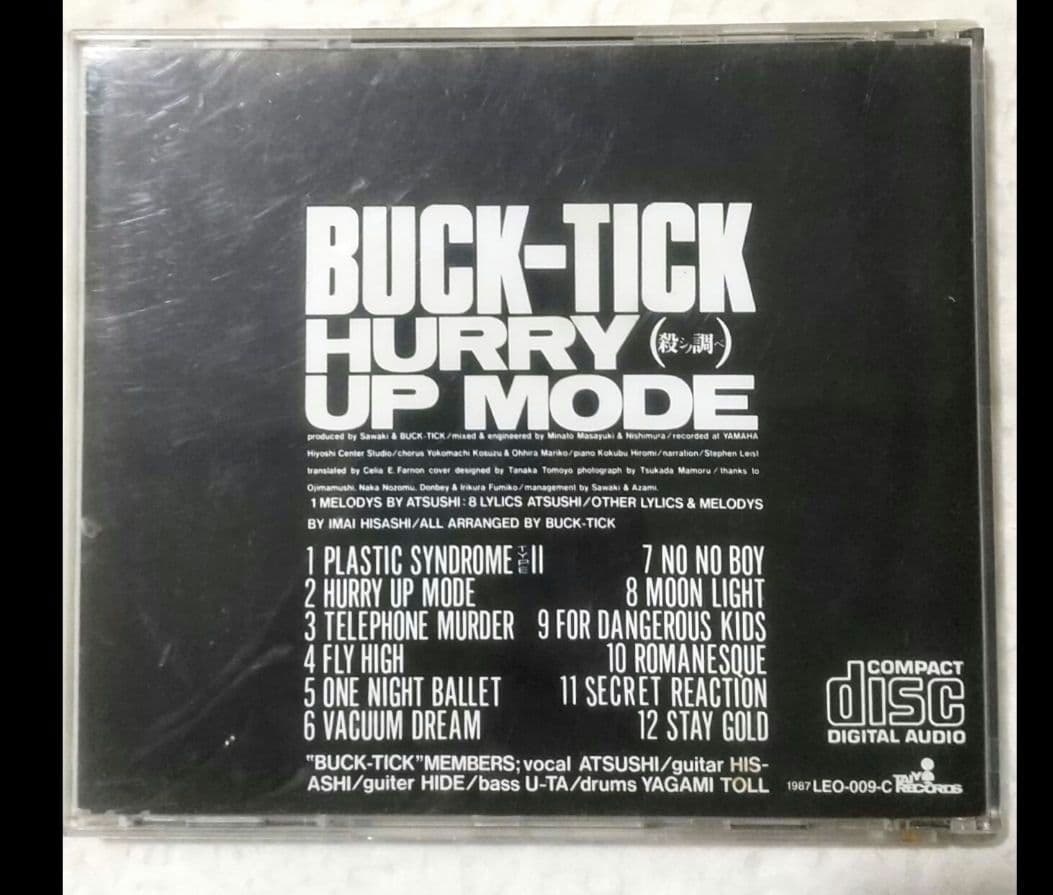 BUCK-TICK
HURRY (殺シノ調べ)
UP MODE
produced by Sawaki & BUCK-TICK/mixed & engineered by Minato Masayuki & Nishimura/recorded at YAMAHA
Hiyoshi Center Studio/chorus Yokomachi Kosuzu & Ohhira Mariko/piano Kokubu Hiromi/narration/Stephen Leist
translated by Celia E. Farnon cover designed by Tanaka Tomoyo photograph by Tsukada Mamoru/thanks to
Ojimamushi. Naka Nozomu. Donbey & Irikura Fumiko/management by Sawaki & Azami.
1 MELODYS BY ATSUSHI: 8 LYLICS ATSUSHI/OTHER LYLICS & MELODYS
BY IMAI HISASHI/ALL ARRANGED BY BUCK-TICK
1 PLASTIC SYNDROME TYPE II
2 HURRY UP MODE
3 TELEPHONE MURDER
4 FLY HIGH
5 ONE NIGHT BALLET
6 VACUUM DREAM
7 NO NO BOY
8 MOON LIGHT
9 FOR DANGEROUS KIDS
10 ROMANESQUE
11 SECRET REACTION
12 STAY GOLD
"BUCK-TICK"MEMBERS; vocal ATSUSHI/guitar HIS-
ASHI/guiter HIDE/bass U-TA/drums YAGAMI TOLL
COMPACT
disc
DIGITAL AUDIO
1987 LEO-009-C TAIYO RECORDS